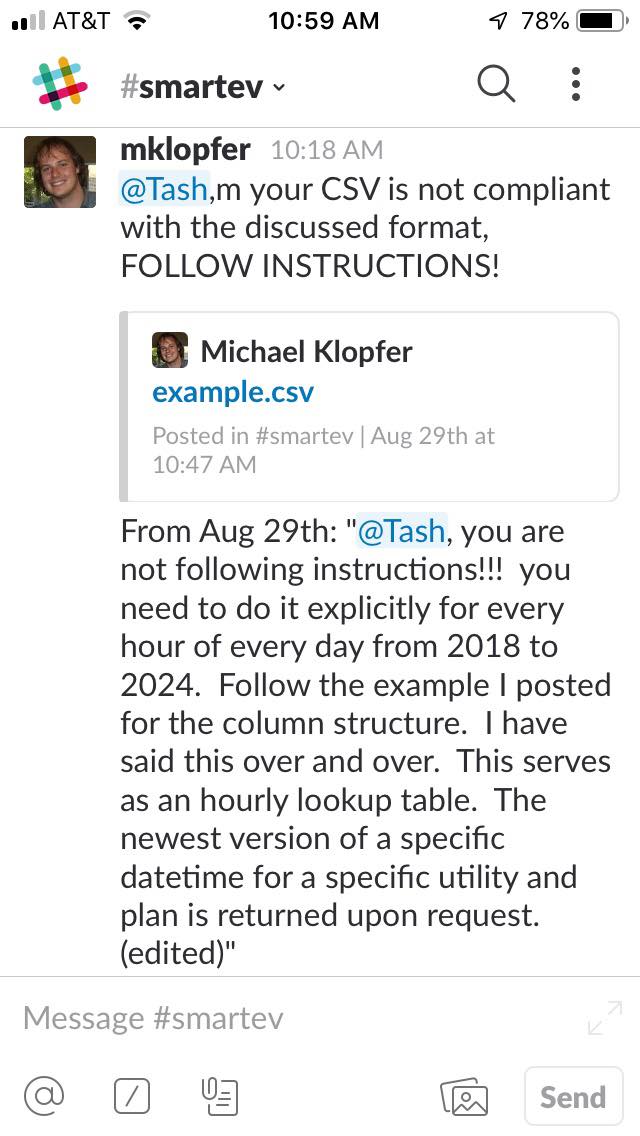 AT&T 10:59 AM 78%
#smartev
mklopfer 10:18 AM
@Tash,m your CSV is not compliant
with the discussed format,
FOLLOW INSTRUCTIONS!
Michael Klopfer
example.csv
Posted in #smartev | Aug 29th at
10:47 AM
From Aug 29th: "@Tash, you are
not following instructions!!!  you
need to do it explicitly for every
hour of every day from 2018 to
2024.  Follow the example I posted
for the column structure.  I have
said this over and over.  This serves
as an hourly lookup table.  The
newest version of a specific
datetime for a specific utility and
plan is returned upon request.
(edited)"
Message #smartev
@ / Send